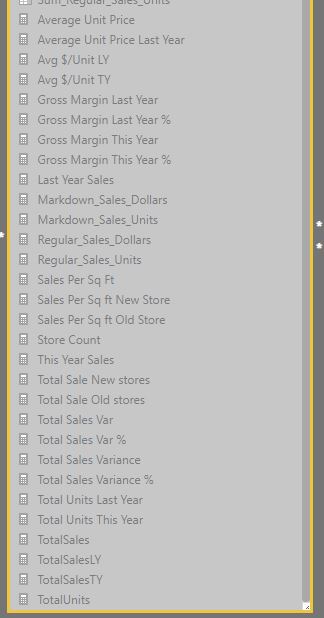 Sum_Regular_Sales_Units
Average Unit Price
Average Unit Price Last Year
Avg $/Unit LY
Avg $/Unit TY
Gross Margin Last Year
Gross Margin Last Year %
Gross Margin This Year
Gross Margin This Year %
Last Year Sales
Markdown_Sales_Dollars
Markdown_Sales_Units
Regular_Sales_Dollars
Regular_Sales_Units
Sales Per Sq Ft
Sales Per Sq ft New Store
Sales Per Sq ft Old Store
Store Count
This Year Sales
Total Sale New stores
Total Sale Old stores
Total Sales Var
Total Sales Var %
Total Sales Variance
Total Sales Variance %
Total Units Last Year
Total Units This Year
TotalSales
TotalSalesLY
TotalSalesTY
TotalUnits
*
*
*